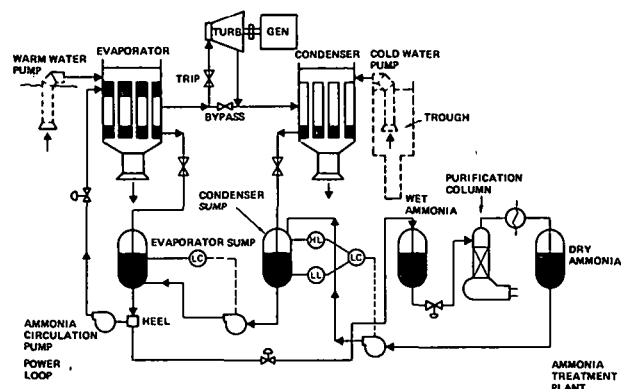 TURB
GEN
EVAPORATOR
CONDENSER
COLD WATER
PUMP
WARM WATER
PUMP
TRIP
BYPASS
TROUGH
PURIFICATION
COLUMN
CONDENSER
SUMP
WET
AMMONIA
EVAPORATOR SUMP
HL
LC
LC
LL
DRY
AMMONIA
AMMONIA
CIRCULATION
PUMP
HEEL
POWER
LOOP
AMMONIA
TREATMENT
PLANT